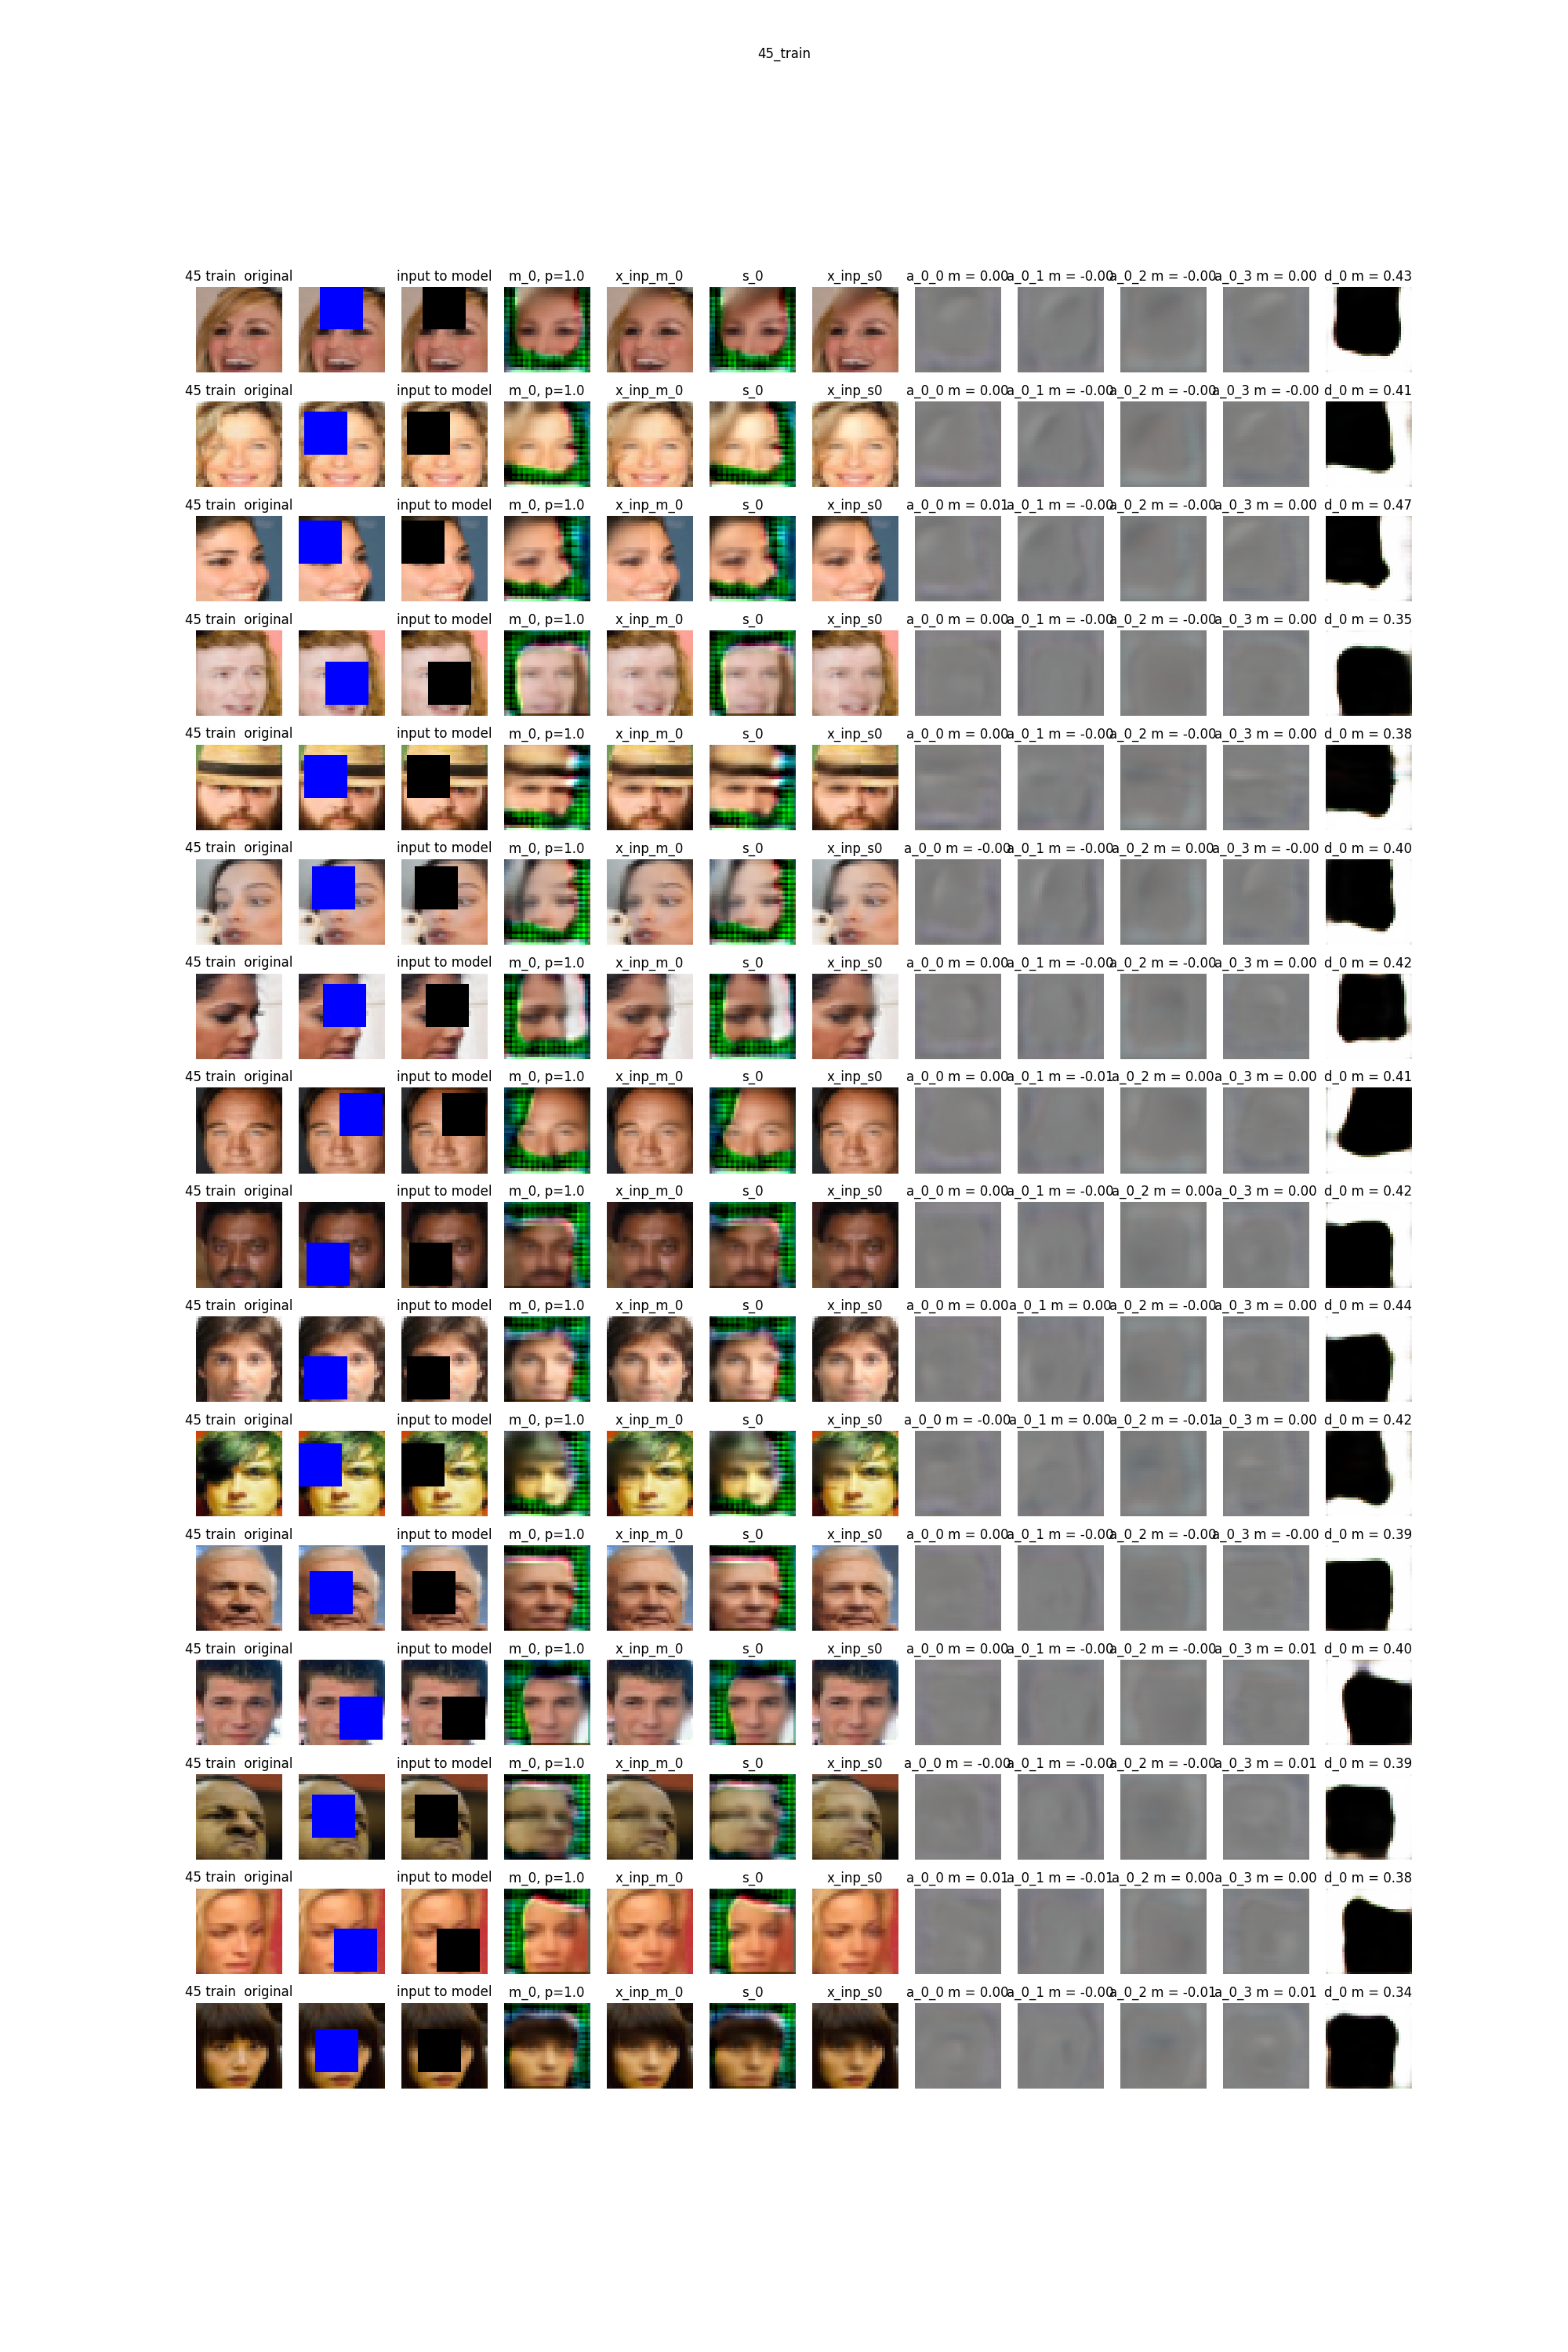 45_train
45 train  original input to model m_0, p=1.0 x_inp_m_0 s_0 x_inp_s0 a_0_0 m = 0.00 a_0_1 m = -0.00 a_0_2 m = -0.00 a_0_3 m = 0.00 d_0 m = 0.43
45 train  original input to model m_0, p=1.0 x_inp_m_0 s_0 x_inp_s0 a_0_0 m = 0.00 a_0_1 m = -0.00 a_0_2 m = -0.00 a_0_3 m = -0.00 d_0 m = 0.41
45 train  original input to model m_0, p=1.0 x_inp_m_0 s_0 x_inp_s0 a_0_0 m = 0.01 a_0_1 m = -0.00 a_0_2 m = -0.00 a_0_3 m = 0.00 d_0 m = 0.47
45 train  original input to model m_0, p=1.0 x_inp_m_0 s_0 x_inp_s0 a_0_0 m = 0.00 a_0_1 m = -0.00 a_0_2 m = -0.00 a_0_3 m = 0.00 d_0 m = 0.35
45 train  original input to model m_0, p=1.0 x_inp_m_0 s_0 x_inp_s0 a_0_0 m = 0.00 a_0_1 m = -0.00 a_0_2 m = -0.00 a_0_3 m = 0.00 d_0 m = 0.38
45 train  original input to model m_0, p=1.0 x_inp_m_0 s_0 x_inp_s0 a_0_0 m = -0.00 a_0_1 m = -0.00 a_0_2 m = 0.00 a_0_3 m = -0.00 d_0 m = 0.40
45 train  original input to model m_0, p=1.0 x_inp_m_0 s_0 x_inp_s0 a_0_0 m = 0.00 a_0_1 m = -0.00 a_0_2 m = -0.00 a_0_3 m = 0.00 d_0 m = 0.42
45 train  original input to model m_0, p=1.0 x_inp_m_0 s_0 x_inp_s0 a_0_0 m = 0.00 a_0_1 m = -0.01 a_0_2 m = 0.00 a_0_3 m = 0.00 d_0 m = 0.41
45 train  original input to model m_0, p=1.0 x_inp_m_0 s_0 x_inp_s0 a_0_0 m = 0.00 a_0_1 m = -0.00 a_0_2 m = 0.00 a_0_3 m = 0.00 d_0 m = 0.42
45 train  original input to model m_0, p=1.0 x_inp_m_0 s_0 x_inp_s0 a_0_0 m = 0.00 a_0_1 m = 0.00 a_0_2 m = -0.00 a_0_3 m = 0.00 d_0 m = 0.44
45 train  original input to model m_0, p=1.0 x_inp_m_0 s_0 x_inp_s0 a_0_0 m = -0.00 a_0_1 m = 0.00 a_0_2 m = -0.01 a_0_3 m = 0.00 d_0 m = 0.42
45 train  original input to model m_0, p=1.0 x_inp_m_0 s_0 x_inp_s0 a_0_0 m = 0.00 a_0_1 m = -0.00 a_0_2 m = -0.00 a_0_3 m = -0.00 d_0 m = 0.39
45 train  original input to model m_0, p=1.0 x_inp_m_0 s_0 x_inp_s0 a_0_0 m = 0.00 a_0_1 m = -0.00 a_0_2 m = -0.00 a_0_3 m = 0.01 d_0 m = 0.40
45 train  original input to model m_0, p=1.0 x_inp_m_0 s_0 x_inp_s0 a_0_0 m = -0.00 a_0_1 m = -0.00 a_0_2 m = -0.00 a_0_3 m = 0.01 d_0 m = 0.39
45 train  original input to model m_0, p=1.0 x_inp_m_0 s_0 x_inp_s0 a_0_0 m = 0.01 a_0_1 m = -0.01 a_0_2 m = 0.00 a_0_3 m = 0.00 d_0 m = 0.38
45 train  original input to model m_0, p=1.0 x_inp_m_0 s_0 x_inp_s0 a_0_0 m = 0.00 a_0_1 m = -0.00 a_0_2 m = -0.01 a_0_3 m = 0.01 d_0 m = 0.34